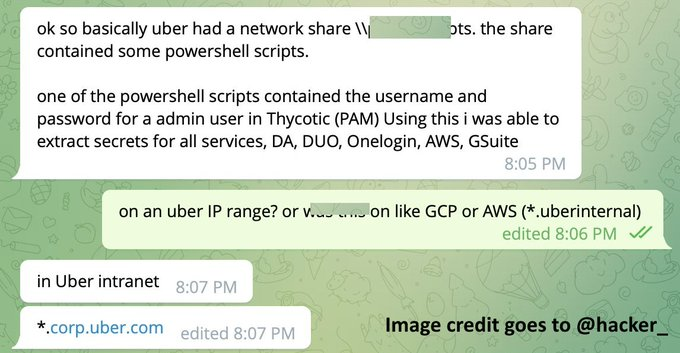 ok so basically uber had a network share \\p pts. the share
contained some powershell scripts.
one of the powershell scripts contained the username and
password for a admin user in Thycotic (PAM) Using this i was able to
extract secrets for all services, DA, DUO, Onelogin, AWS, GSuite
8:05 PM
on an uber IP range? or was this on like GCP or AWS (*.uberinternal)
edited 8:06 PM
in Uber intranet 8:07 PM
*.corp.uber.com edited 8:07 PM
Image credit goes to @hacker_